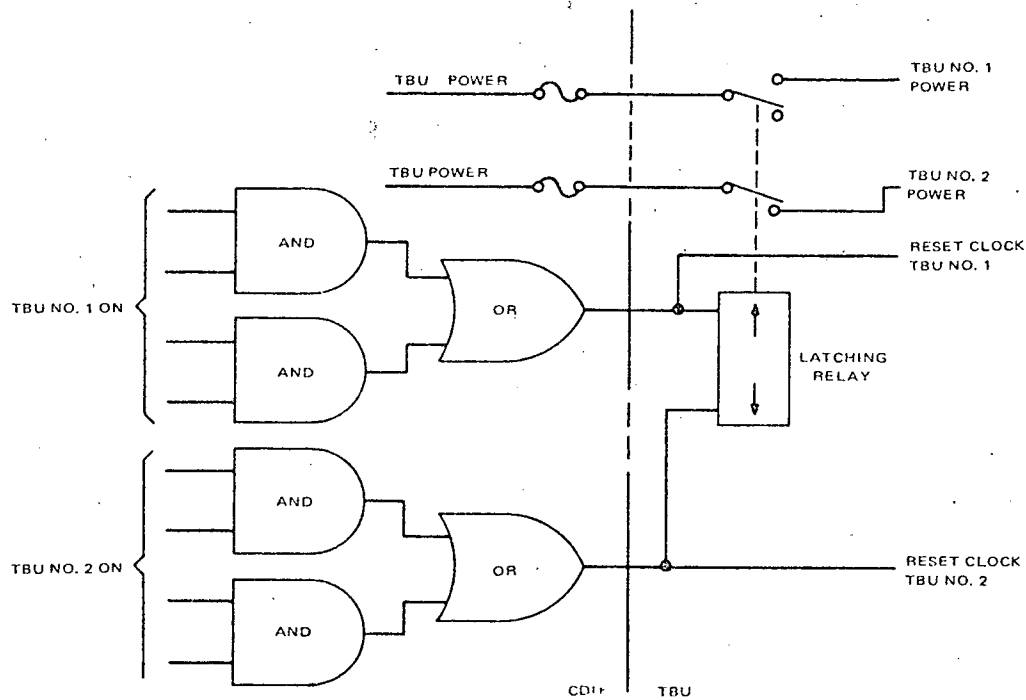 TBU POWER
TBU NO. 1
POWER
TBU POWER
TBU NO. 2
POWER
AND
RESET CLOCK
TBU NO. 1
TBU NO. 1 ON
OR
AND
LATCHING
RELAY
AND
TBU NO. 2 ON
OR
RESET CLOCK
TBU NO. 2
AND
TBU